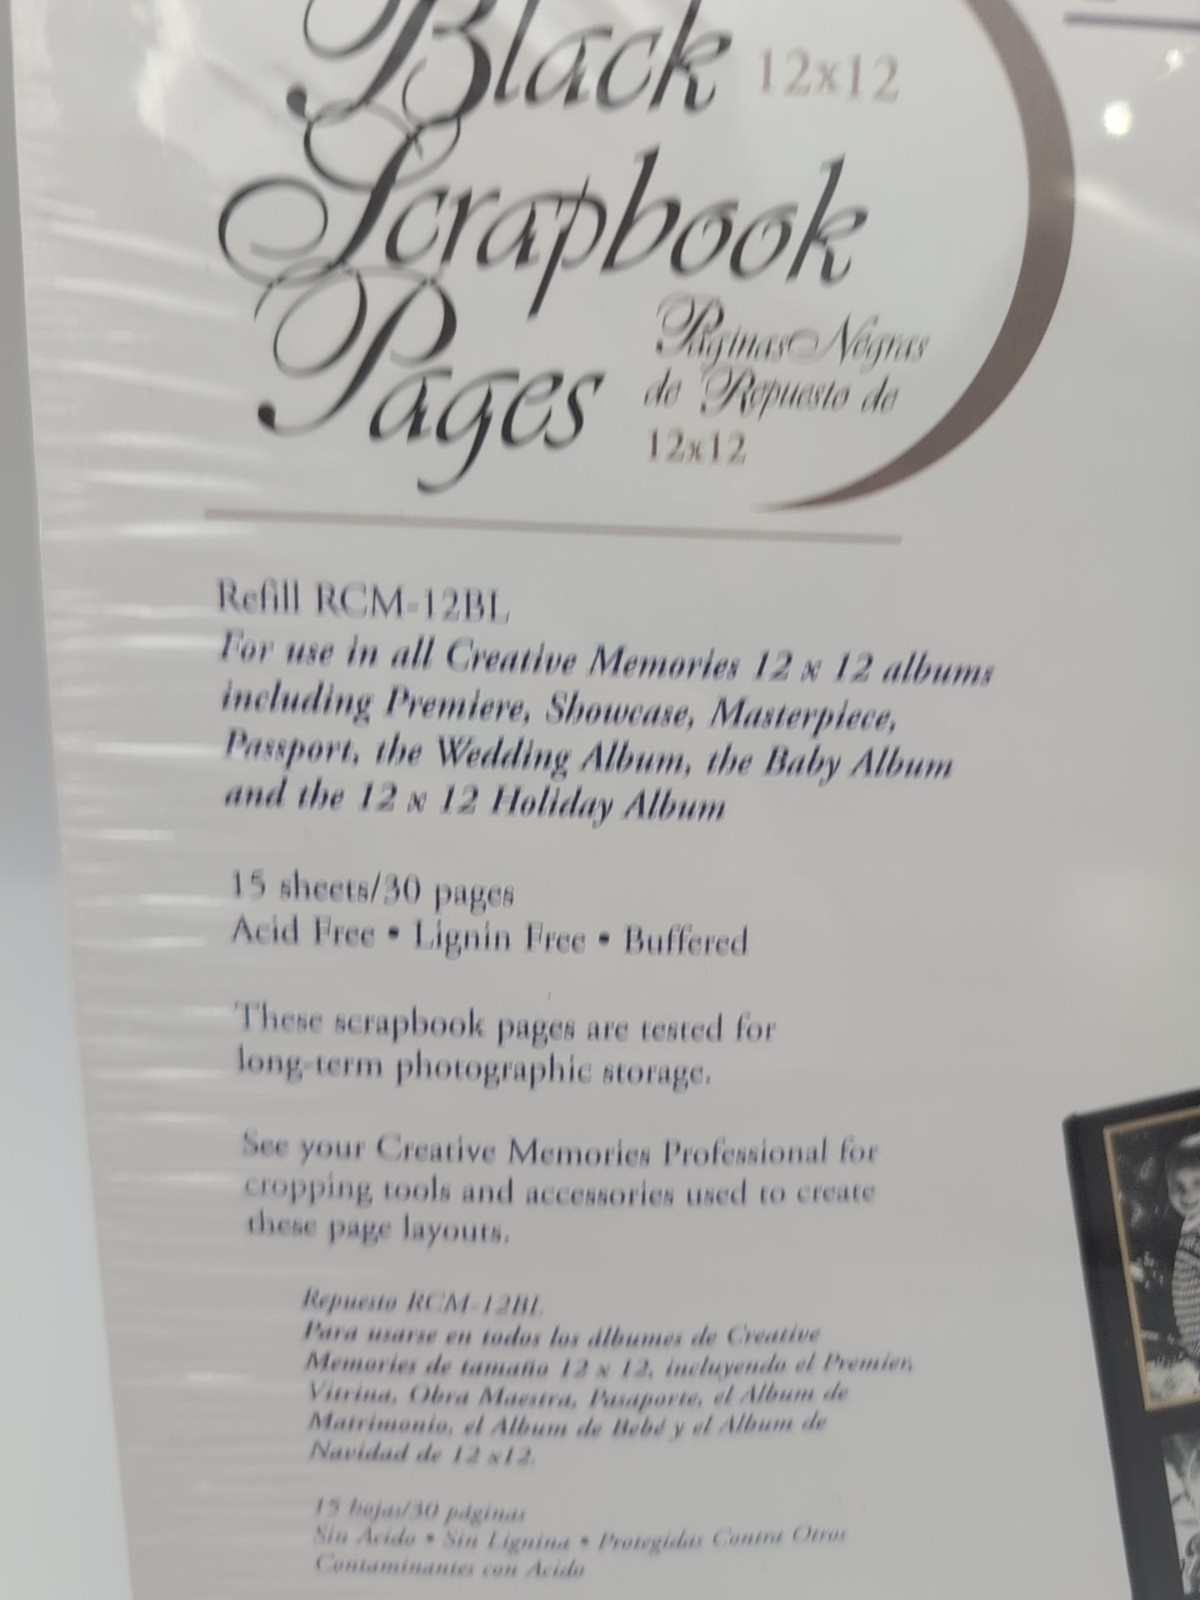 Black 12x12
Scrapbook
Pages
Páginas Negras
de Repuesto de
12x12
Refill RCM-12BL
For use in all Creative Memories 12 x 12 albums
including Premiere, Showcase, Masterpiece,
Passport, the Wedding Album, the Baby Album
and the 12 x 12 Holiday Album
15 sheets/30 pages
Acid Free • Lignin Free • Buffered
These scrapbook pages are tested for
long-term photographic storage.
See your Creative Memories Professional for
cropping tools and accessories used to create
these page layouts.
Repuesto RCM-12BL
Para usarse en todos los álbumes de Creative
Memories de tamaño 12 x 12, incluyendo el Premier,
Vitrina, Obra Maestra, Pasaporte, el Album de
Matrimonio, el Album de Bebé y el Album de
Navidad de 12 x12.
15 hojas/30 páginas
Sin Acido • Sin Lignina • Protegidas Contra Otros
Contaminantes con Acido